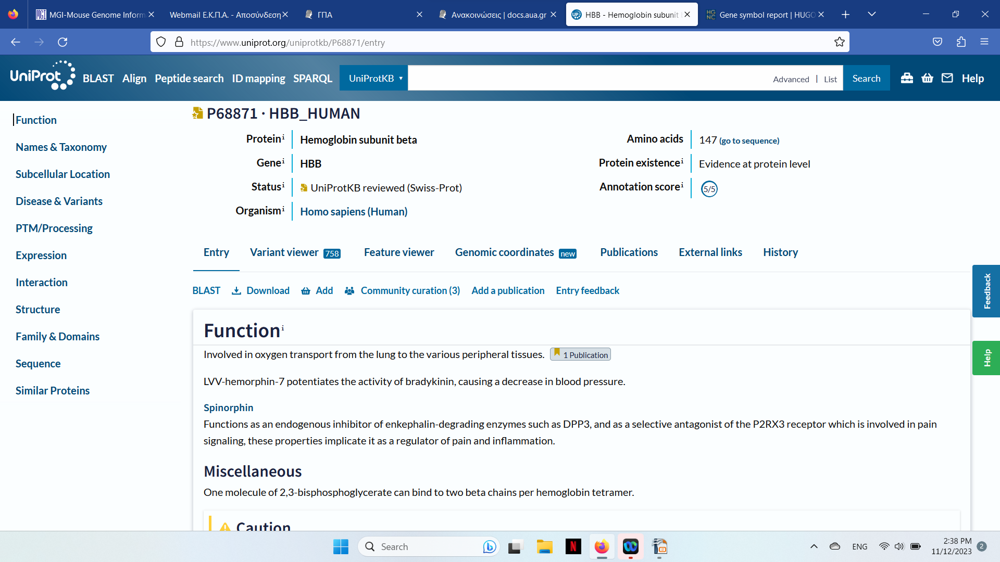 MGI-Mouse Genome Inform
Webmail Ε.Κ.Π.Α. - Αποσύνδεση
ΓΠΑ
Ανακοινώσεις | docs.aua.gr
HBB - Hemoglobin subunit
Gene symbol report | HUGO
https://www.uniprot.org/uniprotkb/P68871/entry
UniProt
BLAST Align Peptide search ID mapping SPARQL
UniProtKB
Advanced | List
Search
Help
Function
Names & Taxonomy
Subcellular Location
Disease & Variants
PTM/Processing
Expression
Interaction
Structure
Family & Domains
Sequence
Similar Proteins
P68871 · HBB_HUMAN
Protein i Hemoglobin subunit beta
Gene i HBB
Status i UniProtKB reviewed (Swiss-Prot)
Organism i Homo sapiens (Human)
Amino acids 147 (go to sequence)
Protein existence i Evidence at protein level
Annotation score i 5/5
Entry Variant viewer 758 Feature viewer Genomic coordinates new Publications External links History
BLAST Download Add Community curation (3) Add a publication Entry feedback
Function i
Involved in oxygen transport from the lung to the various peripheral tissues. 1 Publication
LVV-hemorphin-7 potentiates the activity of bradykinin, causing a decrease in blood pressure.
Spinorphin
Functions as an endogenous inhibitor of enkephalin-degrading enzymes such as DPP3, and as a selective antagonist of the P2RX3 receptor which is involved in pain
signaling, these properties implicate it as a regulator of pain and inflammation.
Miscellaneous
One molecule of 2,3-bisphosphoglycerate can bind to two beta chains per hemoglobin tetramer.
Caution
Feedback
Help
Search
ENG
2:38 PM
11/12/2023
2